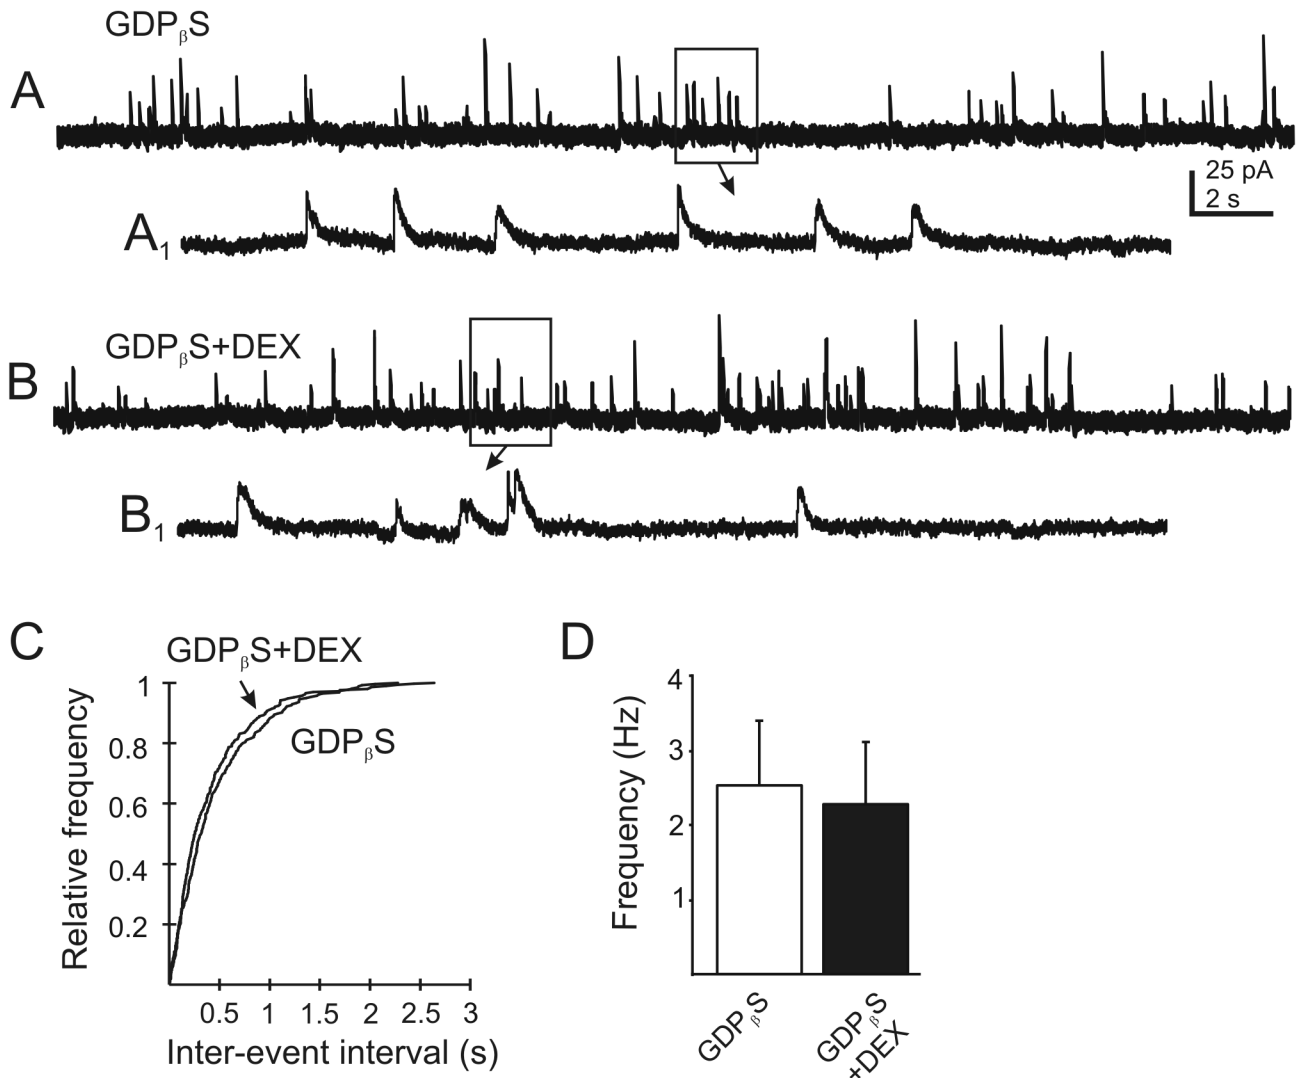 GDPβS
A
25 pA
2 s
A1
GDPβS+DEX
B
B1
C
D
GDPβS+DEX
GDPβS
Relative frequency
1
0.8
0.6
0.4
0.2
0.5 1 1.5 2 2.5 3
Inter-event interval (s)
Frequency (Hz)
4
3
2
1
GDPβS
GDPβS
+DEX